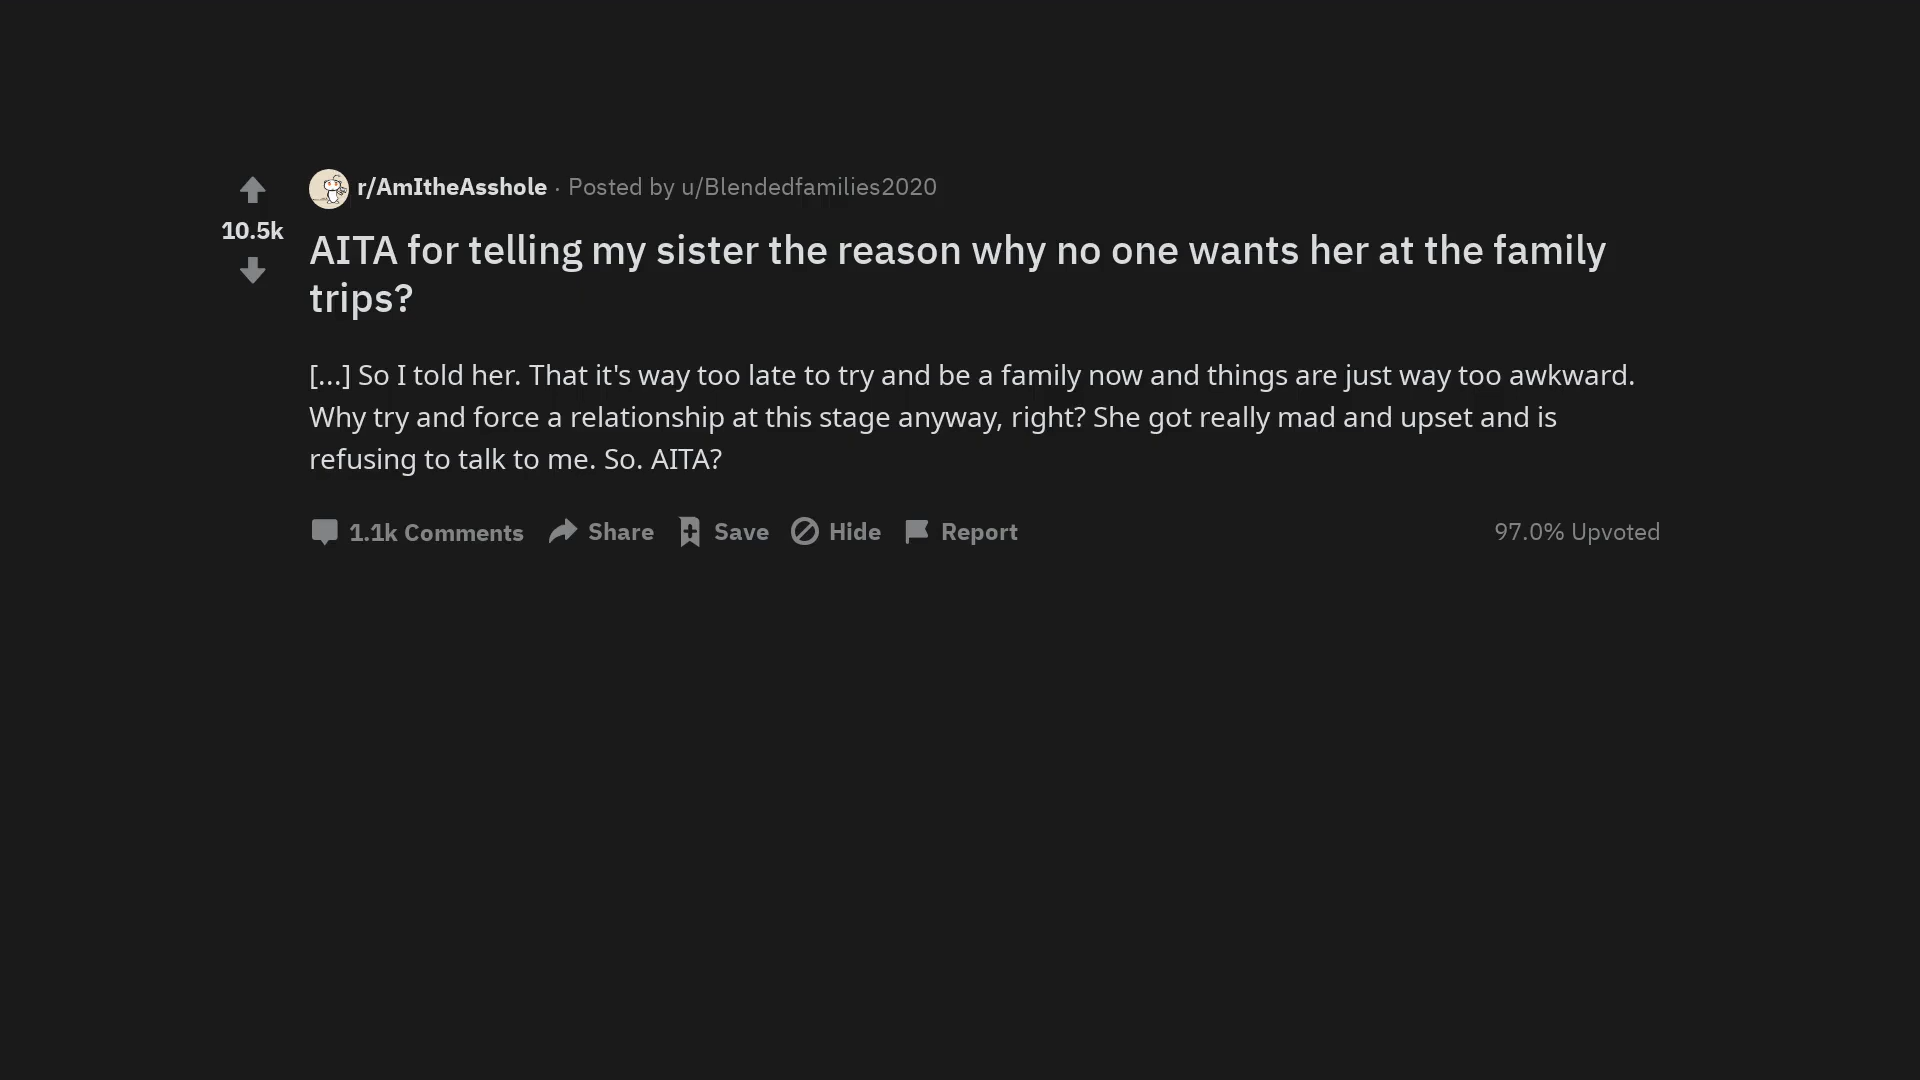 r/AmItheAsshole · Posted by u/Blendedfamilies2020
10.5k
AITA for telling my sister the reason why no one wants her at the family
trips?
[...] So I told her. That it's way too late to try and be a family now and things are just way too awkward.
Why try and force a relationship at this stage anyway, right? She got really mad and upset and is
refusing to talk to me. So. AITA?
1.1k Comments Share Save Hide Report 97.0% Upvoted